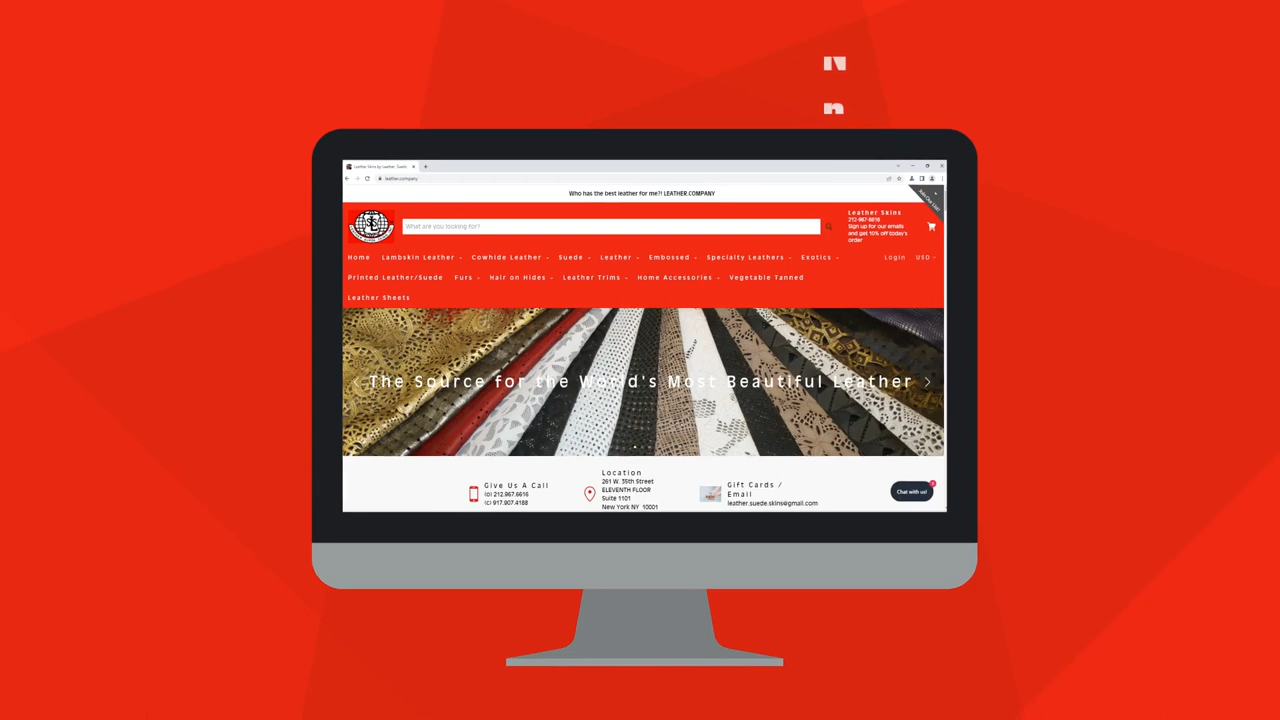 Leather Skins by Leather, Suede
leather.company
Who has the best leather for me?! LEATHER.COMPANY
Join Our List!
What are you looking for?
Leather Skins
212-967-6616
Sign up for our emails
and get 10% off today's
order
Home Lambskin Leather Cowhide Leather Suede Leather Embossed Specialty Leathers Exotics Login USD
Printed Leather/Suede Furs Hair on Hides Leather Trims Home Accessories Vegetable Tanned
Leather Sheets
The Source for the World's Most Beautiful Leather
Give Us A Call
(O) 212.967.6616
(c) 917.907.4188
Location
261 W. 35th Street
ELEVENTH FLOOR
Suite 1101
New York NY 10001
Gift Cards /
Email
leather.suede.skins@gmail.com
Chat with us!